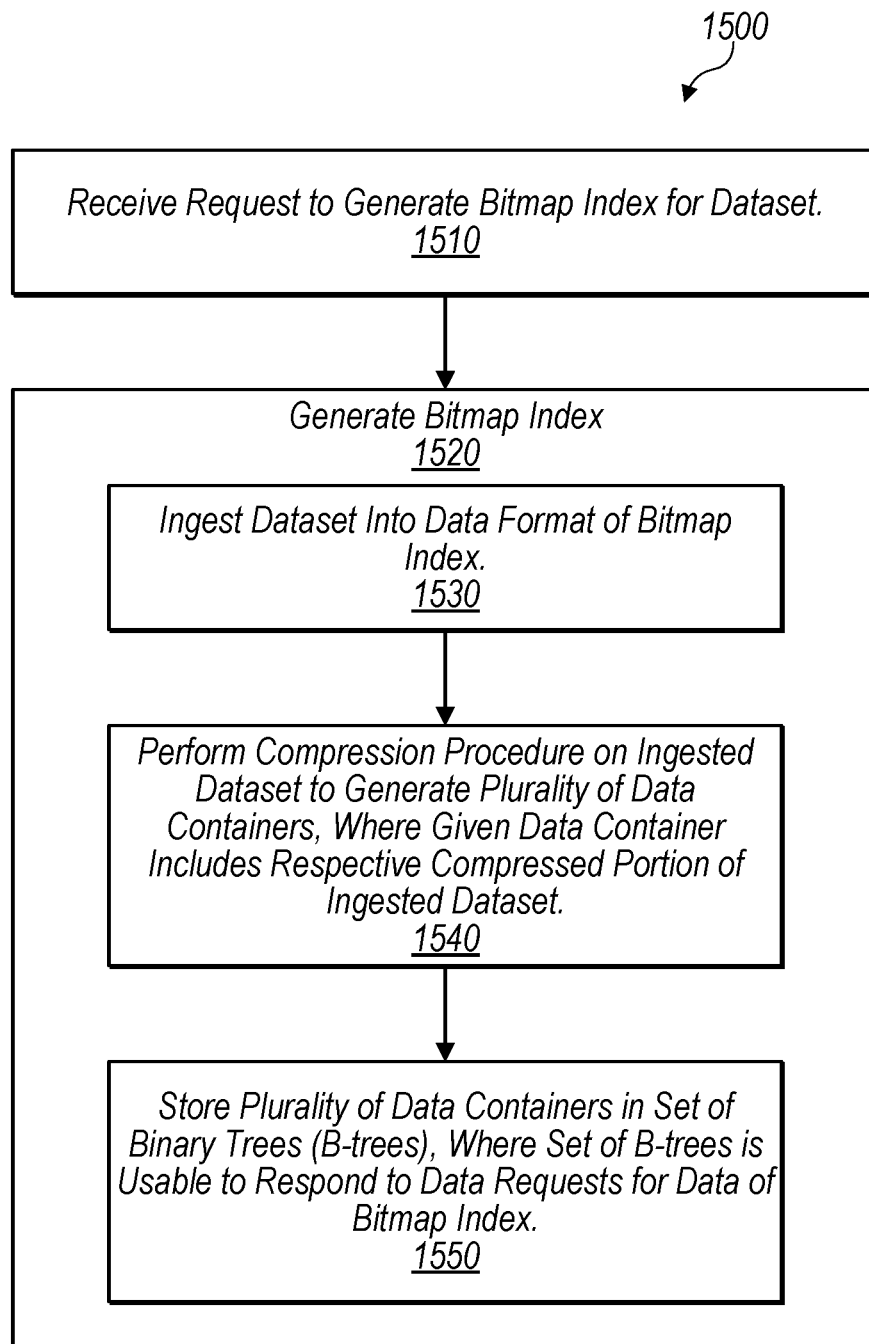 1500
Receive Request to Generate Bitmap Index for Dataset.
1510
Generate Bitmap Index
1520
Ingest Dataset Into Data Format of Bitmap
Index.
1530
Perform Compression Procedure on Ingested
Dataset to Generate Plurality of Data
Containers, Where Given Data Container
Includes Respective Compressed Portion of
Ingested Dataset.
1540
Store Plurality of Data Containers in Set of
Binary Trees (B-trees), Where Set of B-trees is
Usable to Respond to Data Requests for Data of
Bitmap Index.
1550